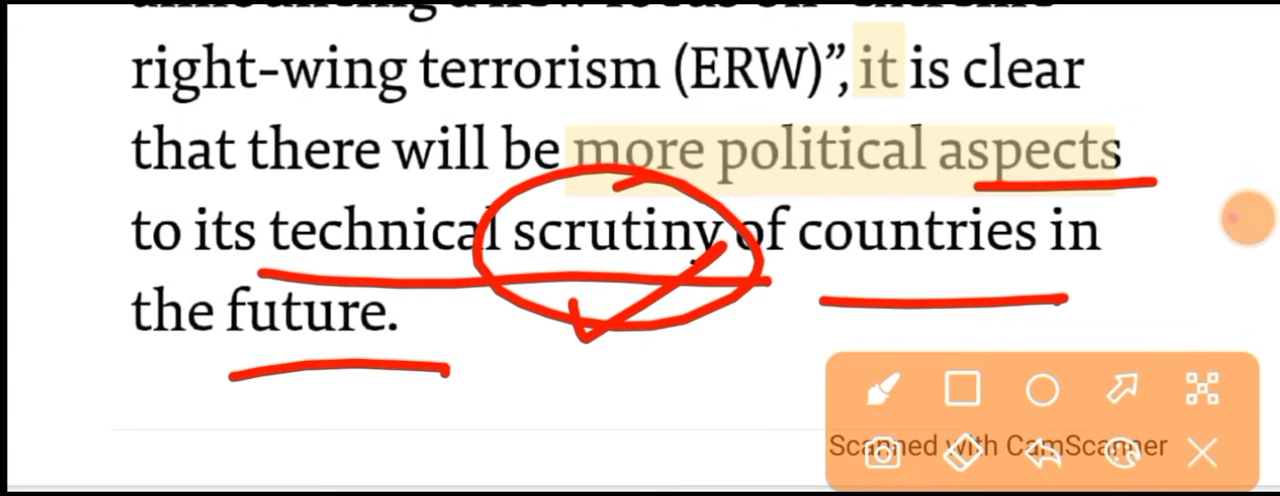 right-wing terrorism (ERW)”, it is clear
that there will be more political aspects
to its technical scrutiny of countries in
the future.
Scanned with CamScanner